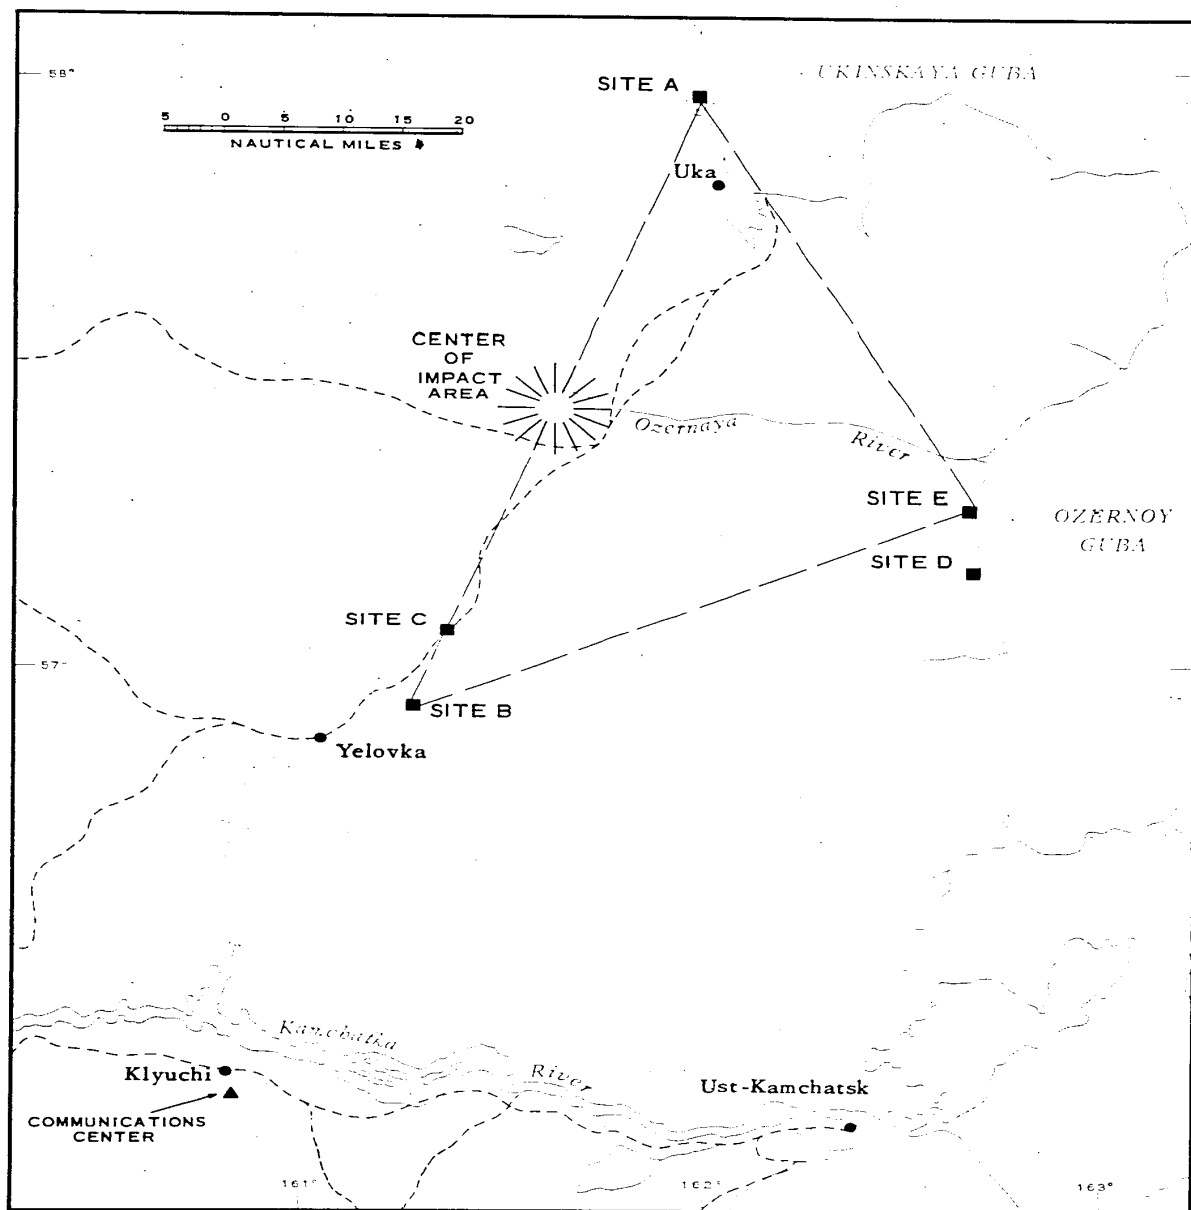 58°
SITE A
UKINSKAYA GUBA
5 0 5 10 15 20
NAUTICAL MILES
Uka
CENTER
OF
IMPACT
AREA
Ozernaya
River
SITE E
OZERNOY
GUBA
SITE D
SITE C
57°
SITE B
Yelovka
Kamchatka
River
Klyuchi
Ust-Kamchatsk
COMMUNICATIONS
CENTER
161°
162°
163°